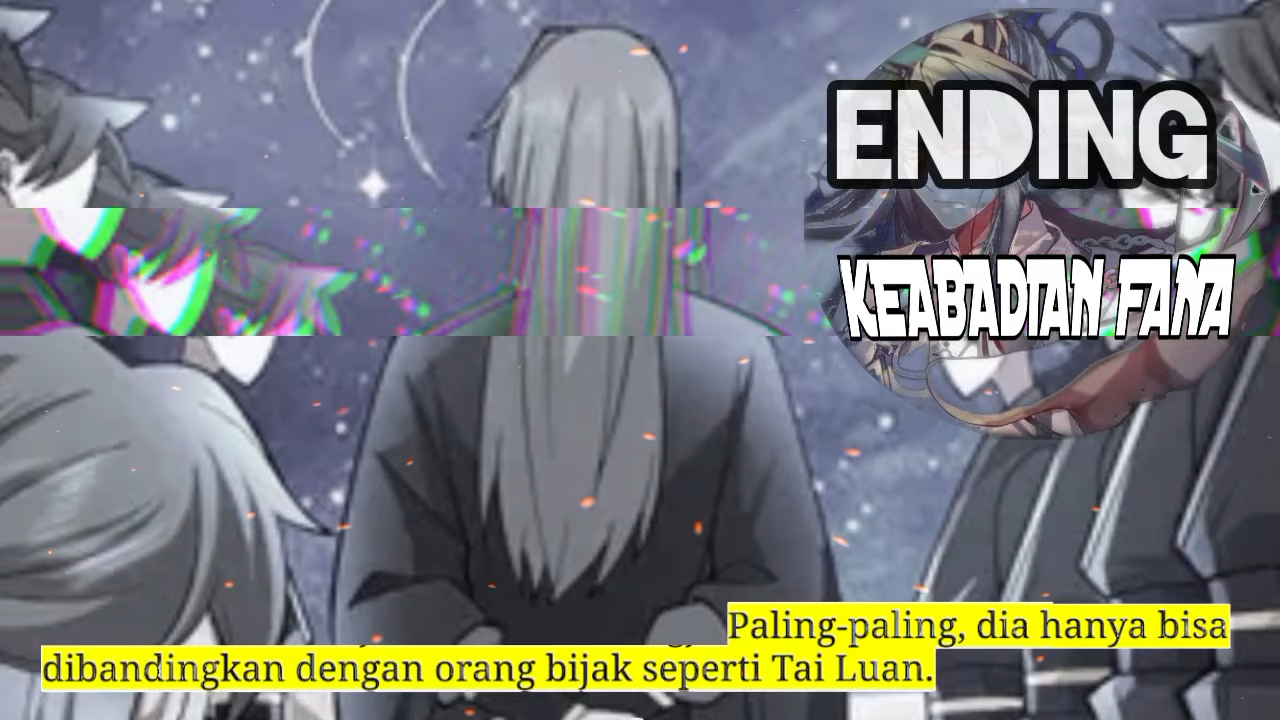 ENDING
KEABADIAN FANA
Paling-paling, dia hanya bisa
dibandingkan dengan orang bijak seperti Tai Luan.